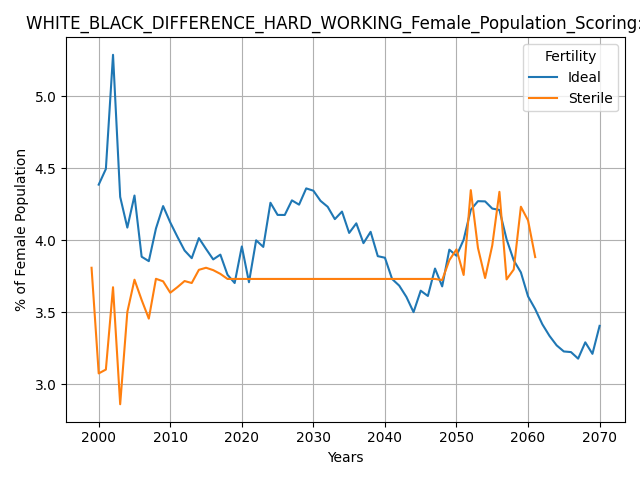 WHITE_BLACK_DIFFERENCE_HARD_WORKING_Female_Population_Scoring:
Fertility
Ideal
Sterile
% of Female Population
5.0
4.5
4.0
3.5
3.0
2000 2010 2020 2030 2040 2050 2060 2070
Years